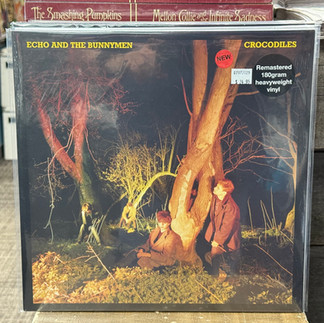 The Smashing Pumpkins Mellon Collie and the Infinite Sadness
ECHO AND THE BUNNYMEN CROCODILES
NEW
Remastered
180gram
heavyweight
vinyl